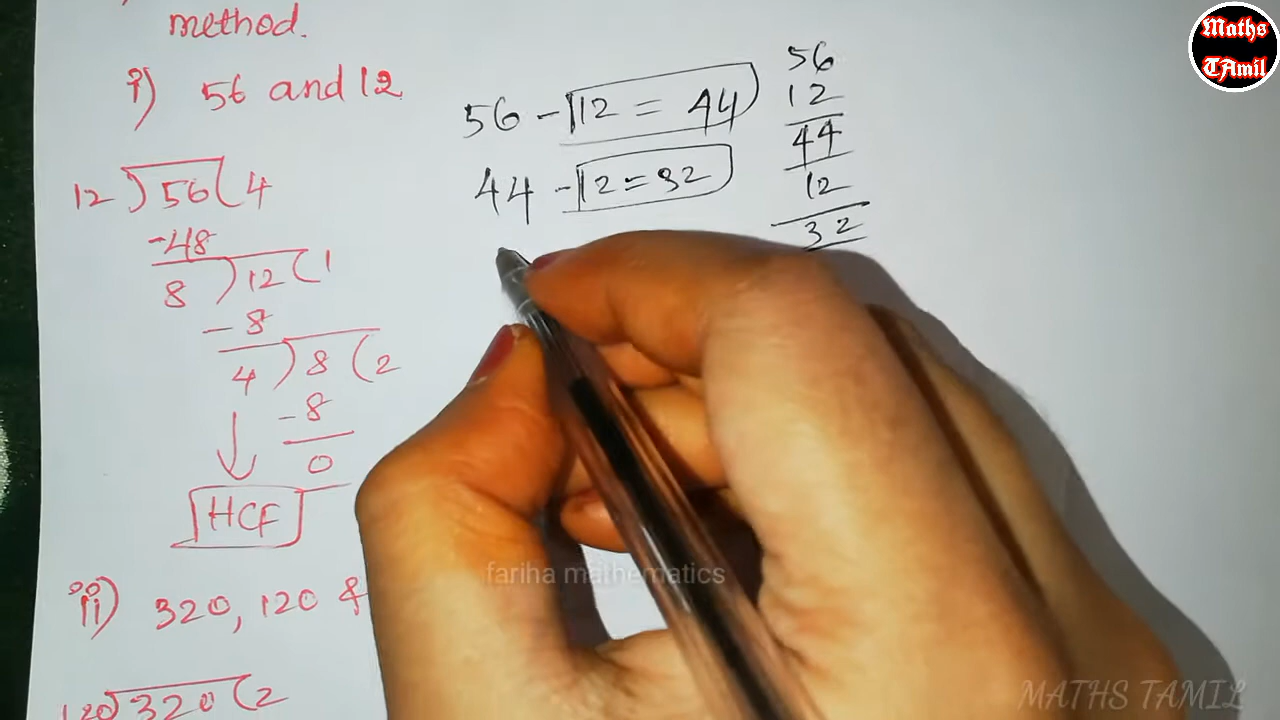 method.
i) 56 and 12
12 ) 56 ( 4
-48
8 ) 12 ( 1
- 8
4 ) 8 ( 2
- 8
0
HCF
ii) 320, 120 &
120 ) 320 ( 2
56 - 12 = 44
44 - 12 = 32
56
12
44
12
32
Maths
TAmil
fariha mathematics
MATHS TAMIL